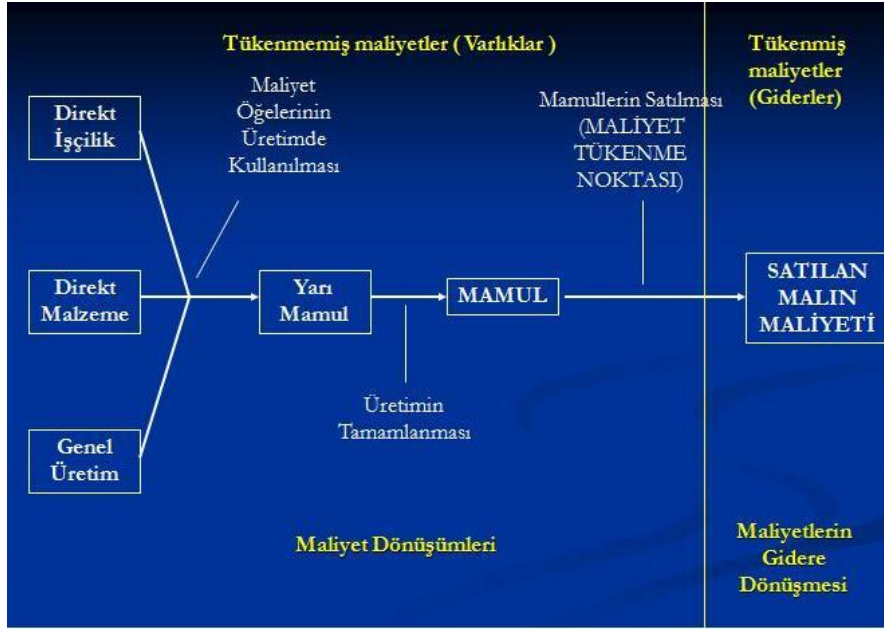 Tükenmemiş maliyetler ( Varlıklar )
Tükenmiş
maliyetler
(Giderler)
Maliyet
Öğelerinin
Üretimde
Kullanılması
Mamullerin Satılması
(MALİYET
TÜKENME
NOKTASI)
Direkt
İşçilik
Direkt
Malzeme
Genel
Üretim
Yarı
Mamul
MAMUL
SATILAN
MALIN
MALİYETİ
Üretimin
Tamamlanması
Maliyet Dönüşümleri
Maliyetlerin
Gidere
Dönüşmesi